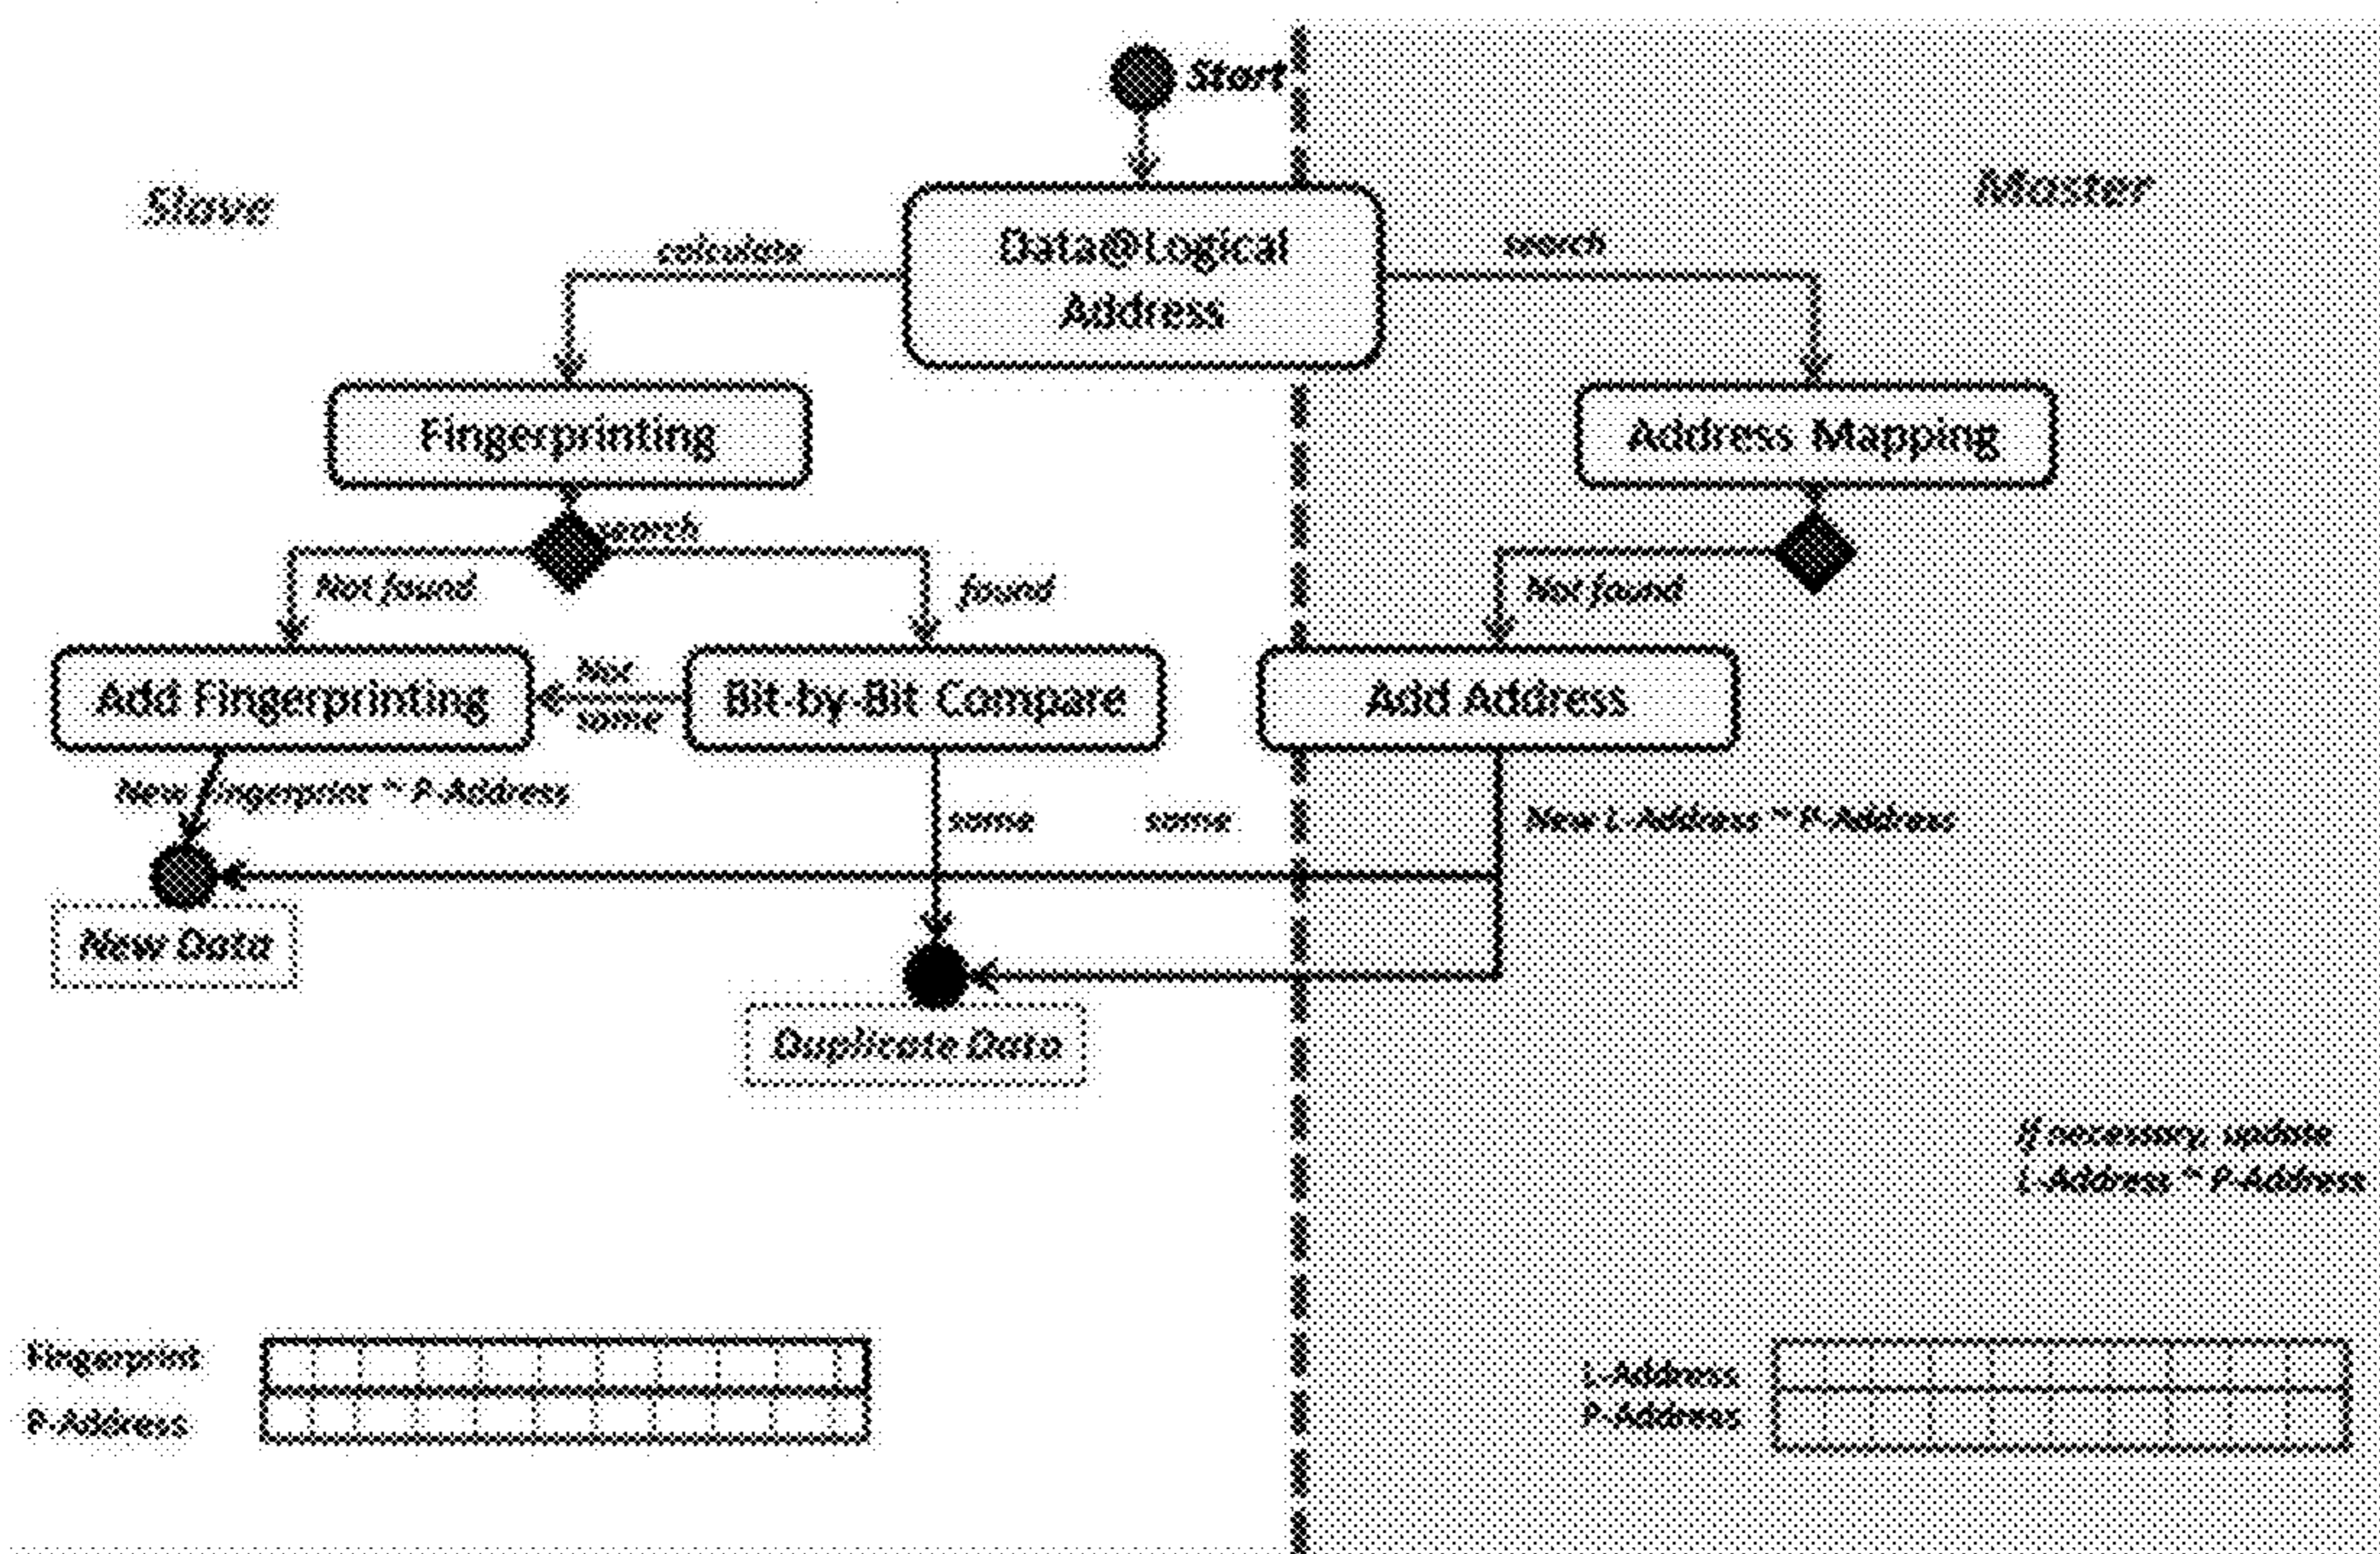 Start
Slave
Master
Data@Logical
Address
calculate
search
Fingerprinting
Address Mapping
search
Not found
found
Not found
Add Fingerprinting
Not
same
Bit-by-Bit Compare
Add Address
New Fingerprint ~ P-Address
same
same
New L-Address ~ P-Address
New Data
Duplicate Data
If necessary, update
L-Address ~ P-Address
Fingerprint
P-Address
L-Address
P-Address